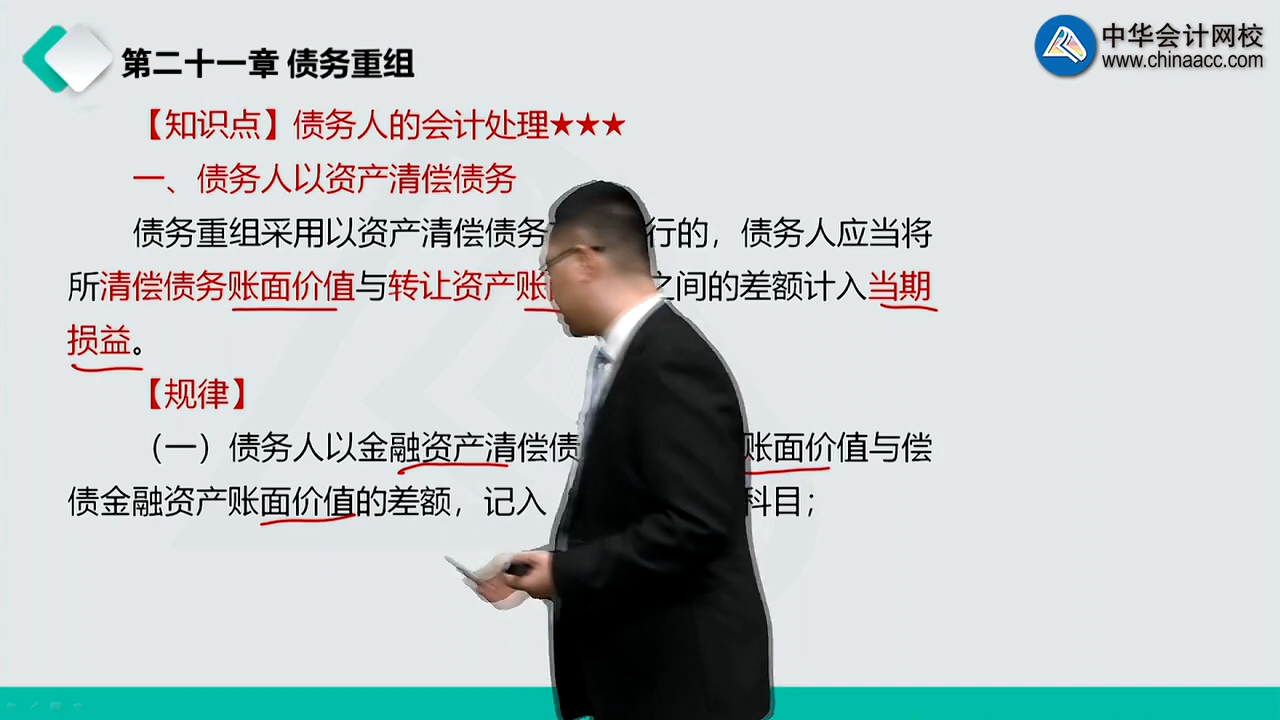 第二十一章 债务重组
中华会计网校
www.chinaacc.com
【知识点】债务人的会计处理★★★
一、债务人以资产清偿债务
债务重组采用以资产清偿债务 行的，债务人应当将
所清偿债务账面价值与转让资产账 之间的差额计入当期
损益。
【规律】
（一）债务人以金融资产清偿债 账面价值与偿
债金融资产账面价值的差额，记入 科目；